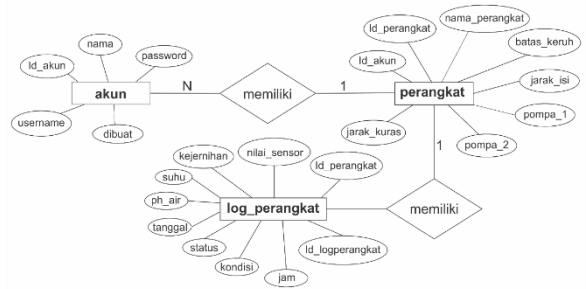 Id_perangkat
nama_perangkat
nama
password
batas_keruh
Id_akun
Id_akun
akun
N
memiliki
1
perangkat
jarak_isi
username
dibuat
pompa_1
jarak_kuras
1
pompa_2
kejernihan
nilai_sensor
Id_perangkat
suhu
ph_air
log_perangkat
memiliki
tanggal
status
kondisi
jam
Id_logperangkat